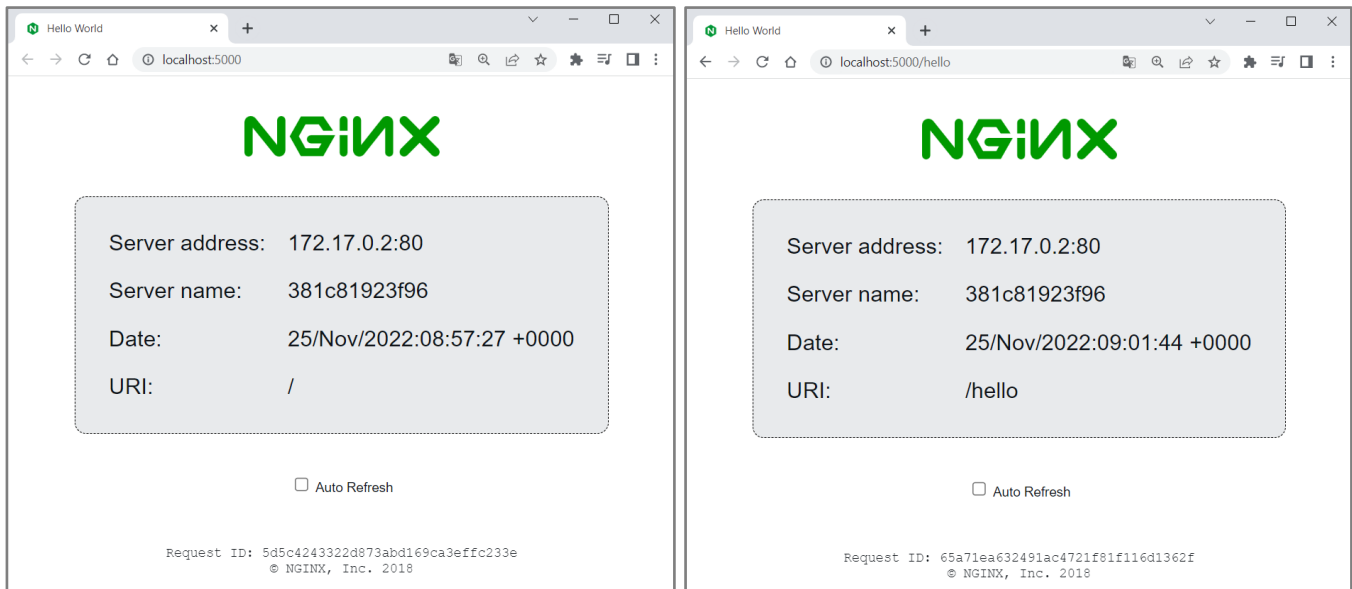 Hello World
localhost:5000
NGINX
Server address: 172.17.0.2:80
Server name: 381c81923f96
Date: 25/Nov/2022:08:57:27 +0000
URI: /
Auto Refresh
Request ID: 5d5c4243322d873abd169ca3effc233e
© NGINX, Inc. 2018
Hello World
localhost:5000/hello
NGINX
Server address: 172.17.0.2:80
Server name: 381c81923f96
Date: 25/Nov/2022:09:01:44 +0000
URI: /hello
Auto Refresh
Request ID: 65a71ea632491ac4721f81f116d1362f
© NGINX, Inc. 2018